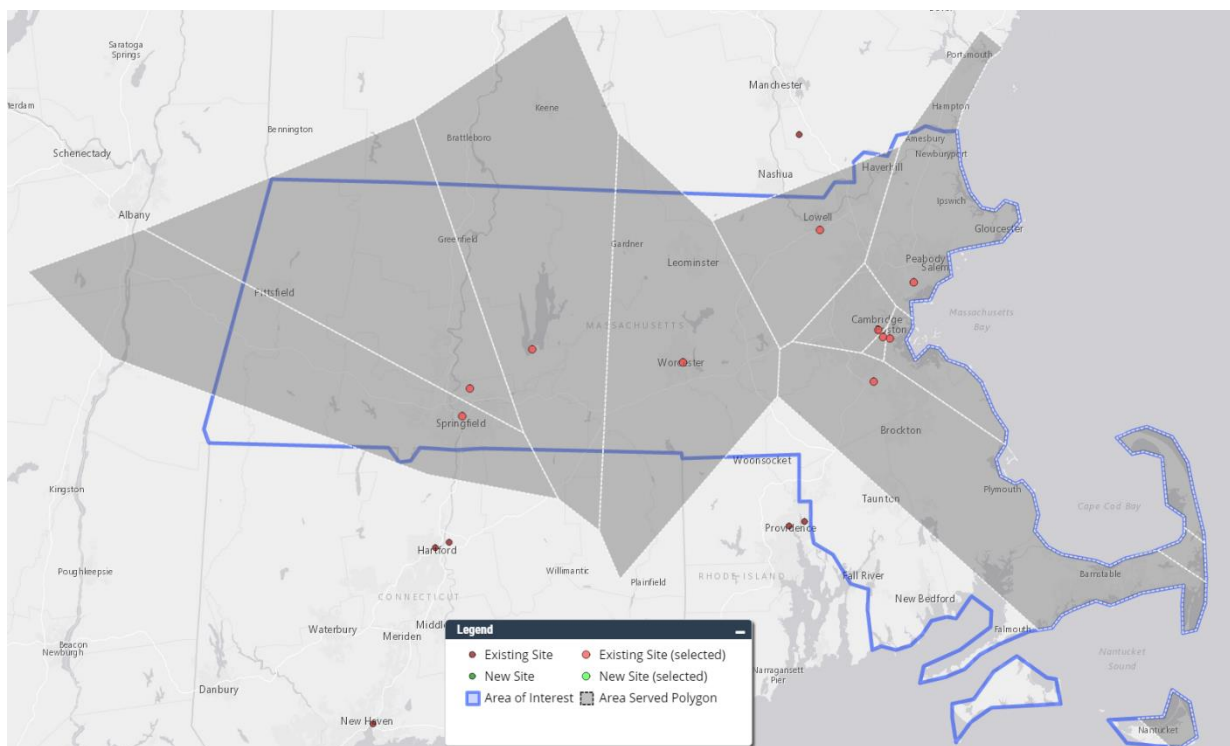 Saratoga
Springs
Portsmouth
Manchester
Keene
Hampton
Bennington
Brattleboro
Amesbury
Schenectady
Newburyport
Nashua
Haverhill
Ipswich
Albany
Lowell
Gloucester
Greenfield
Gardner
Leominster
Peabody
Salem
Pittsfield
MASSACHUSETTS
Cambridge
Massachusetts
Bay
Worcester
Springfield
Brockton
Woonsocket
Kingston
Taunton
Plymouth
Cape Cod Bay
Providence
Hartford
Willimantic
Plainfield
RHODE ISLAND
Fall River
Barnstable
Poughkeepsie
CONNECTICUT
New Bedford
Waterbury
Meriden
Falmouth
Beacon
Newburgh
Nantucket
Sound
Narragansett
Pier
Danbury
New Haven
Nantucket
Legend
Existing Site
Existing Site (selected)
New Site
New Site (selected)
Area of Interest
Area Served Polygon